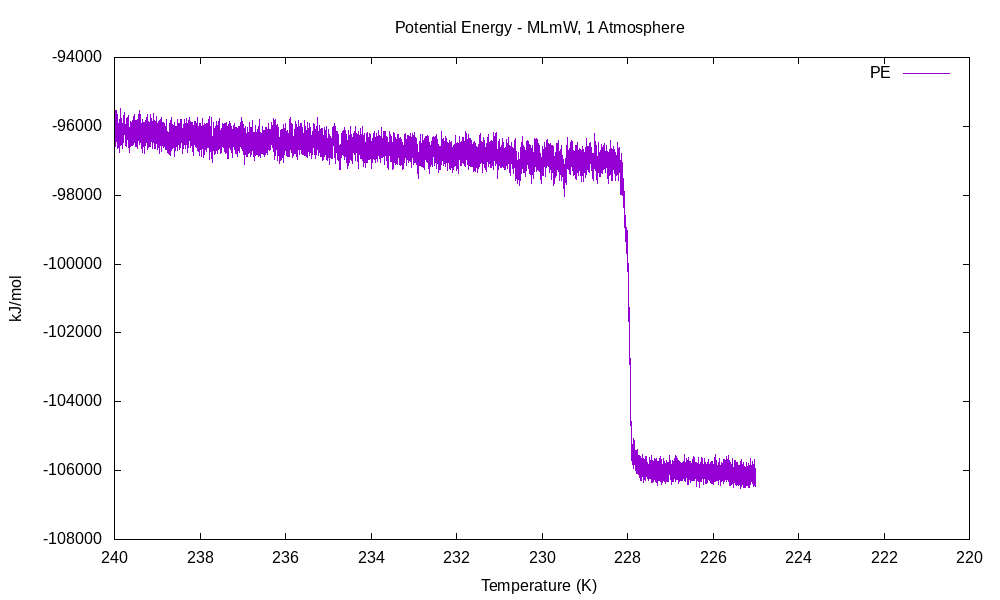 Potential Energy - MLmW, 1 Atmosphere
PE
-94000
-96000
-98000
-100000
-102000
-104000
-106000
-108000
kJ/mol
240 238 236 234 232 230 228 226 224 222 220
Temperature (K)